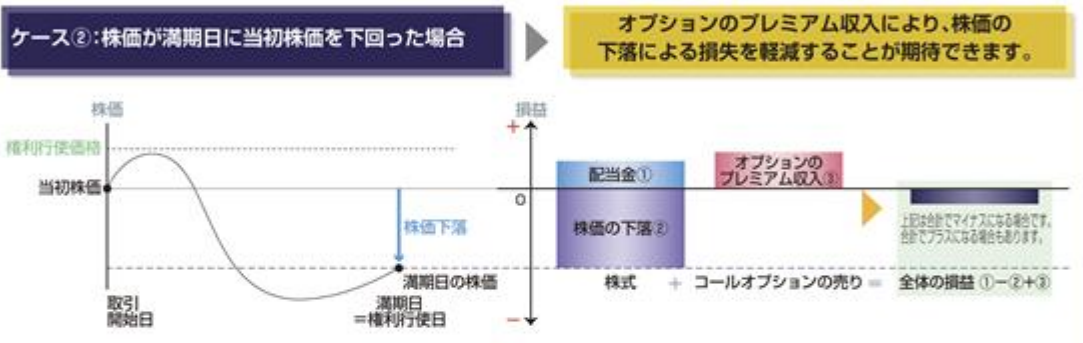 ケース②:株価が満期日に当初株価を下回った場合
オプションのプレミアム収入により、株価の
下落による損失を軽減することが期待できます。
株価
権利行使価格
当初株価
株価下落
満期日の株価
取引
開始日
満期日
=権利行使日
損益
+
0
−
配当金①
株価の下落②
オプションの
プレミアム収入③
上記は合計でマイナスになる場合です。
合計でプラスになる場合もあります。
株式 + コールオプションの売り = 全体の損益 ①−②+③